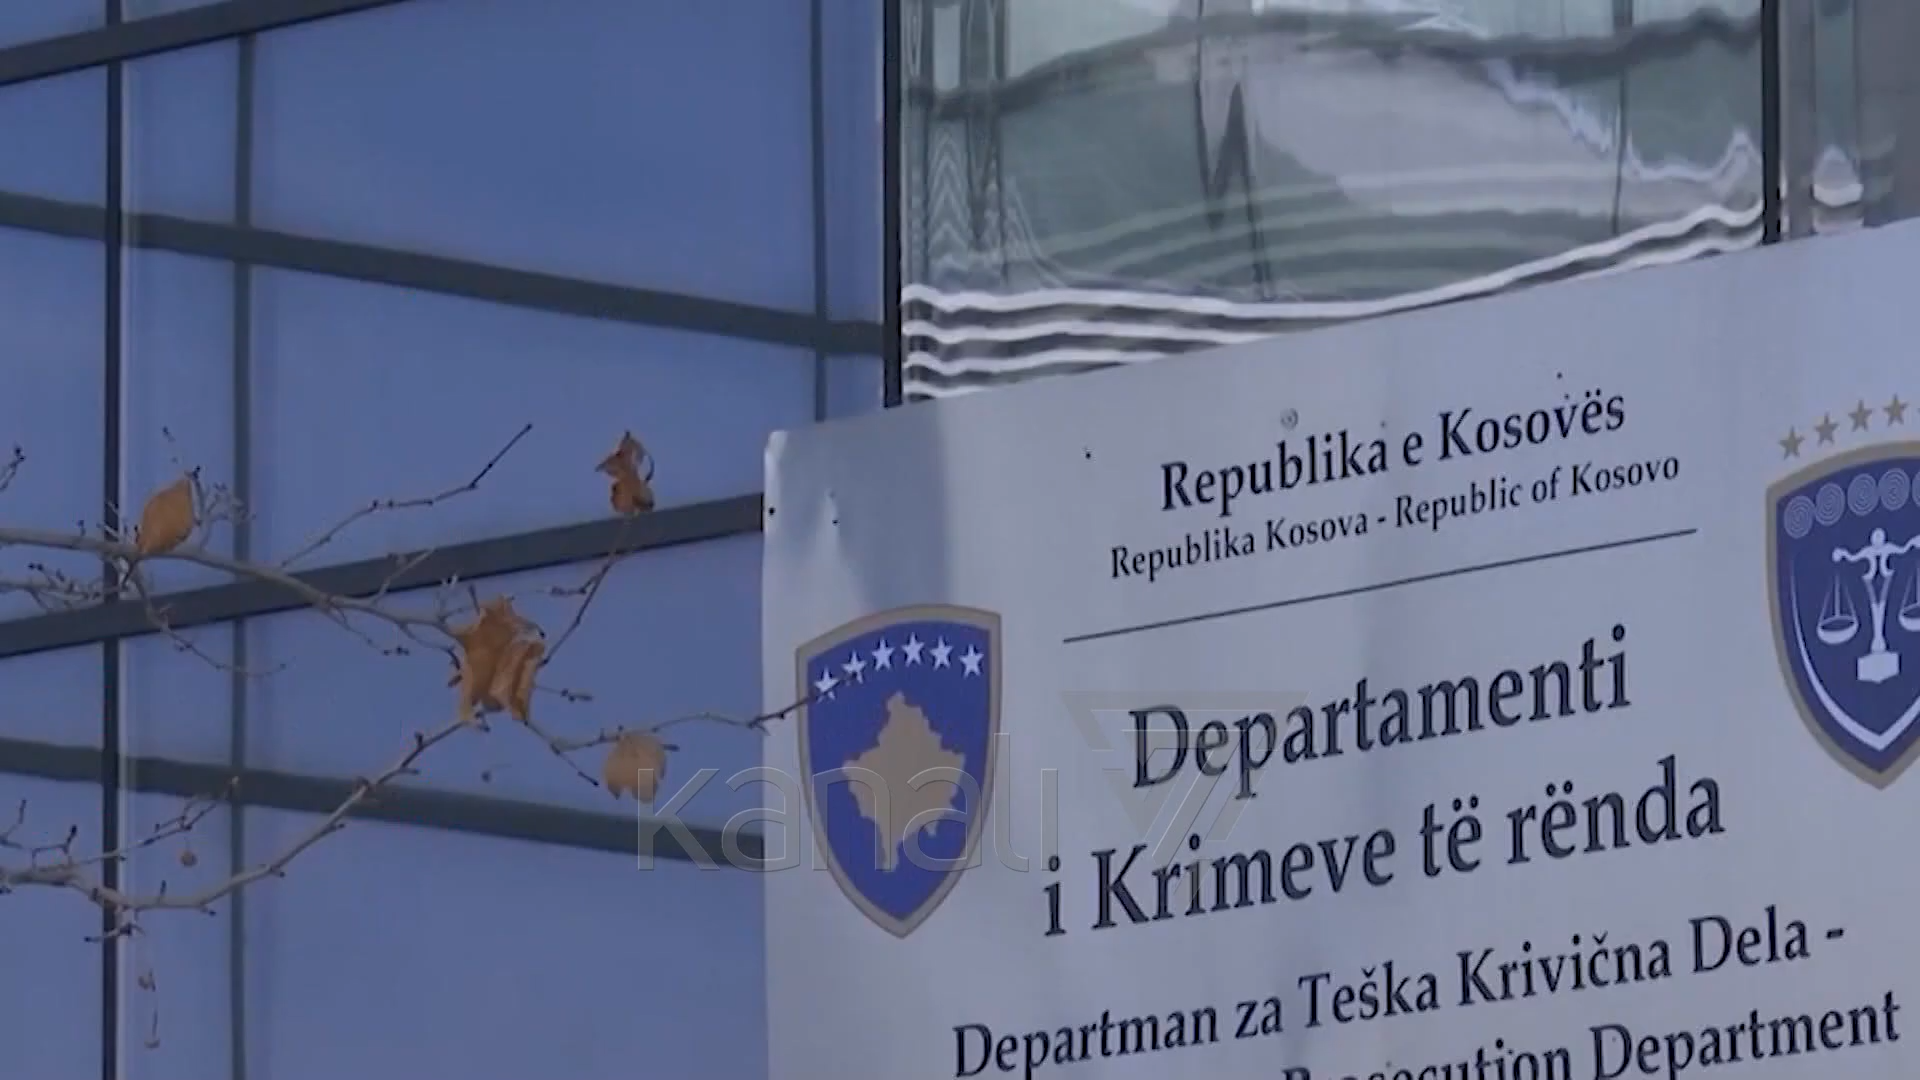 Republika e Kosovës
Republika Kosova - Republic of Kosovo
Departamenti
i Krimeve të rënda
Departman za Teška Krivična Dela -
Prosecution Department
kanali 7